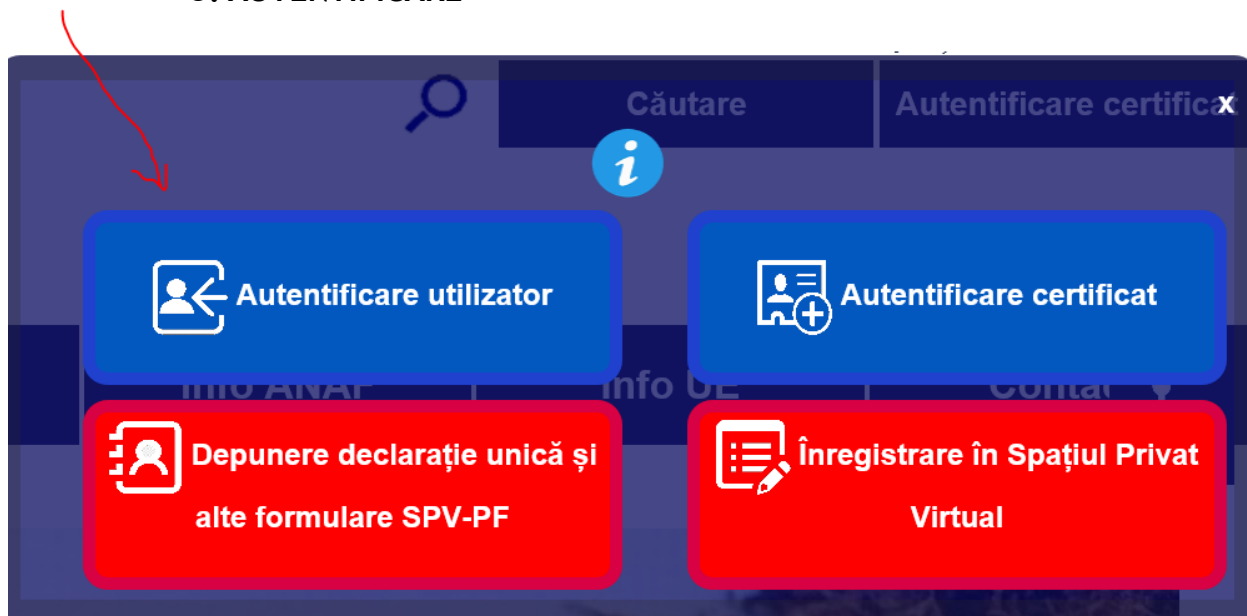 Căutare
Autentificare certificat
x
i
Autentificare utilizator
Autentificare certificat
Info ANAF
Info UE
Depunere declarație unică și
alte formulare SPV-PF
Înregistrare în Spațiul Privat
Virtual